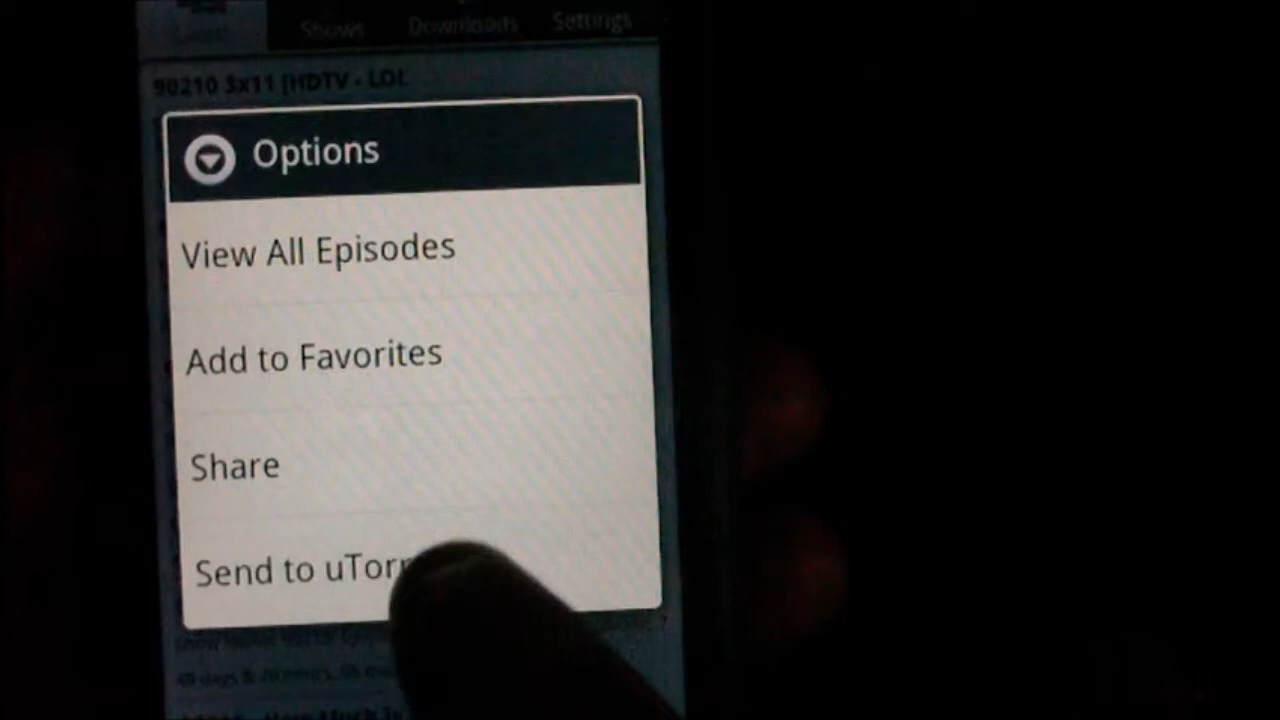 Shows Downloads Settings
90210 3x11 [HDTV - LOL
Options
View All Episodes
Add to Favorites
Share
Send to uTorr